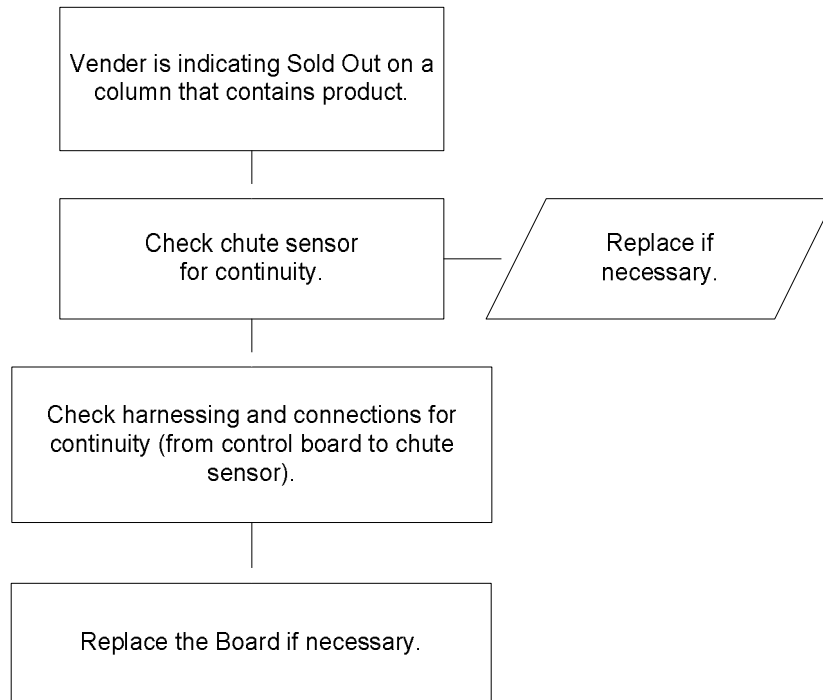 Vender is indicating Sold Out on a
column that contains product.
Check chute sensor
for continuity.
Replace if
necessary.
Check harnessing and connections for
continuity (from control board to chute
sensor).
Replace the Board if necessary.